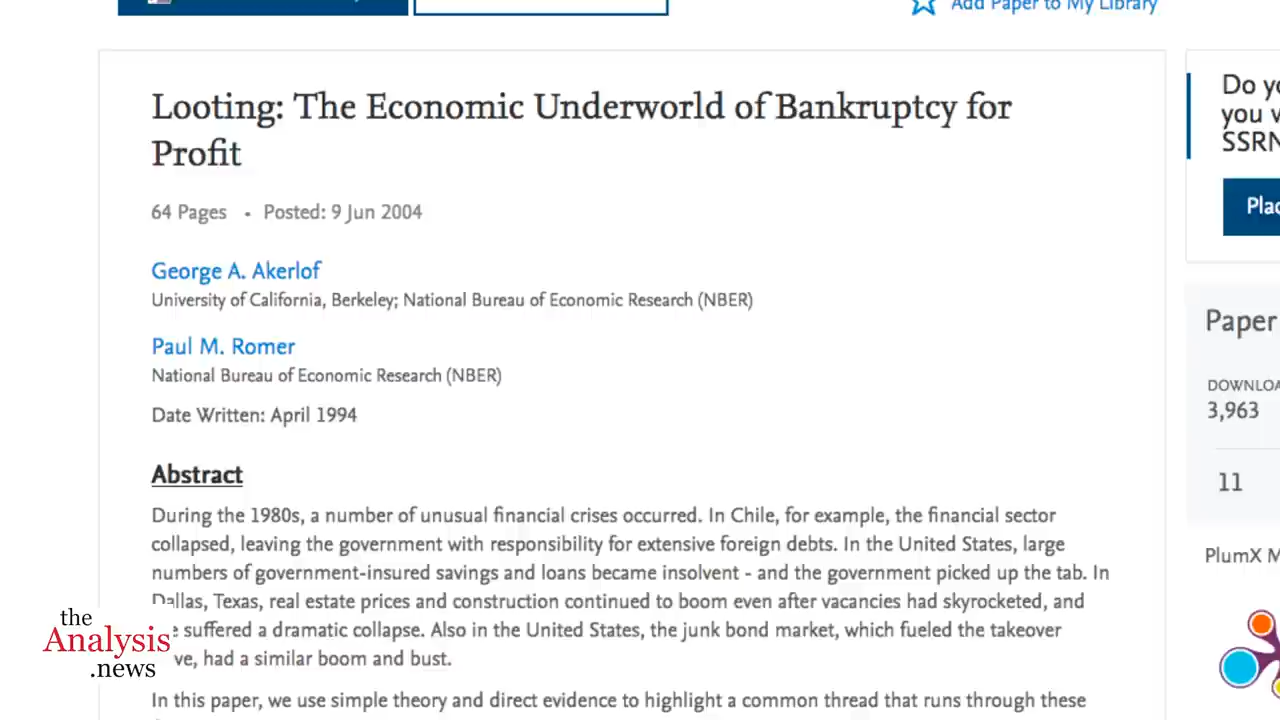 Add Paper to My Library
Looting: The Economic Underworld of Bankruptcy for
Profit
64 Pages • Posted: 9 Jun 2004
George A. Akerlof
University of California, Berkeley; National Bureau of Economic Research (NBER)
Paul M. Romer
National Bureau of Economic Research (NBER)
Date Written: April 1994
Abstract
During the 1980s, a number of unusual financial crises occurred. In Chile, for example, the financial sector
collapsed, leaving the government with responsibility for extensive foreign debts. In the United States, large
numbers of government-insured savings and loans became insolvent - and the government picked up the tab. In
Dallas, Texas, real estate prices and construction continued to boom even after vacancies had skyrocketed, and
suffered a dramatic collapse. Also in the United States, the junk bond market, which fueled the takeover
ve, had a similar boom and bust.
In this paper, we use simple theory and direct evidence to highlight a common thread that runs through these
the
Analysis
.news
Do yo
you w
SSRN
Plac
Paper
DOWNLOA
3,963
11
PlumX M